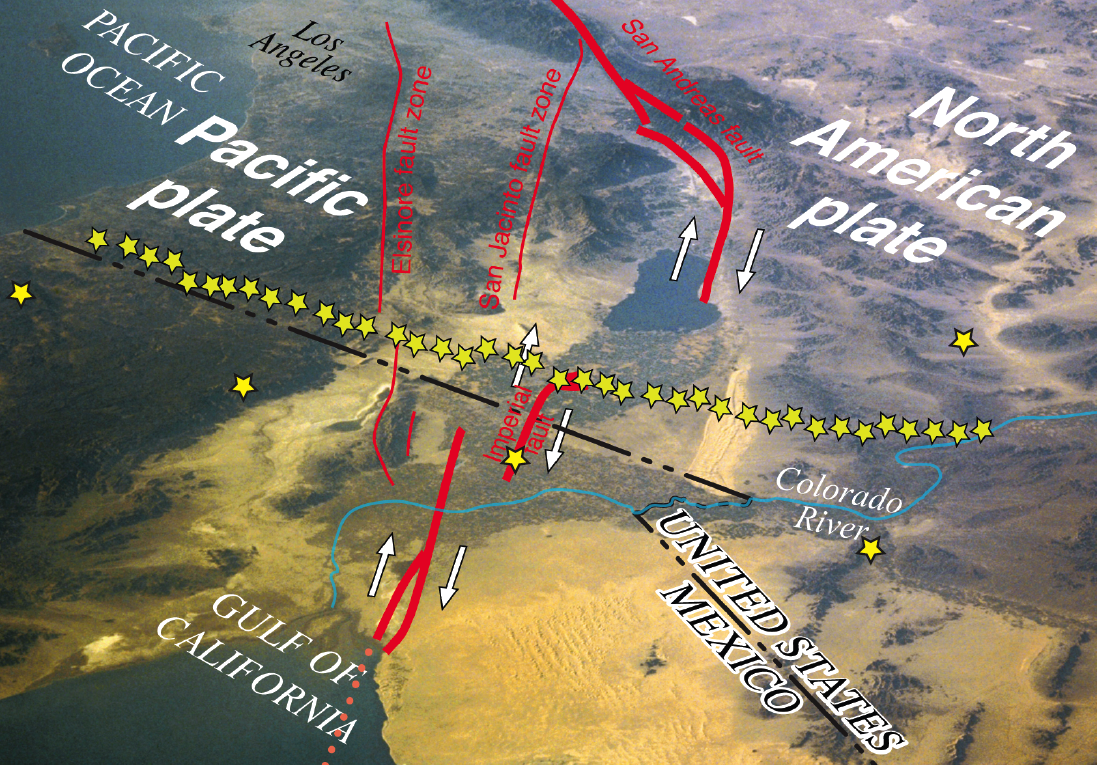 PACIFIC
OCEAN
Los
Angeles
San Andreas fault
North
American
plate
Pacific
plate
Elsinore fault zone
San Jacinto fault zone
Imperial
fault
Colorado
River
UNITED STATES
MEXICO
GULF OF
CALIFORNIA